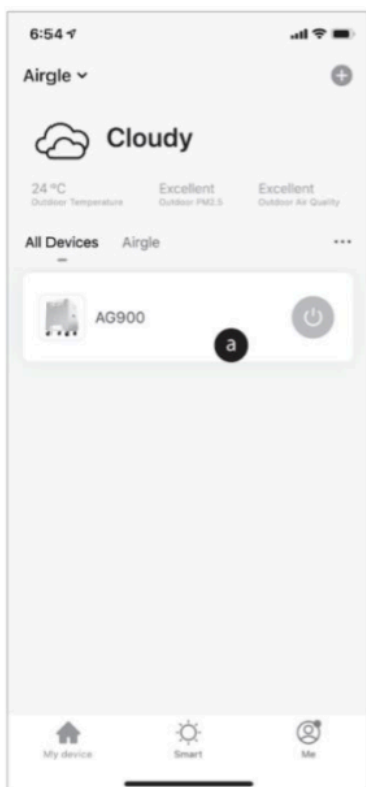 6:54
Airgle
Cloudy
24 °C Excellent Excellent
Outdoor Temperature Outdoor PM2.5 Outdoor Air Quality
All Devices Airgle ...
AG900
a
My device Smart Me